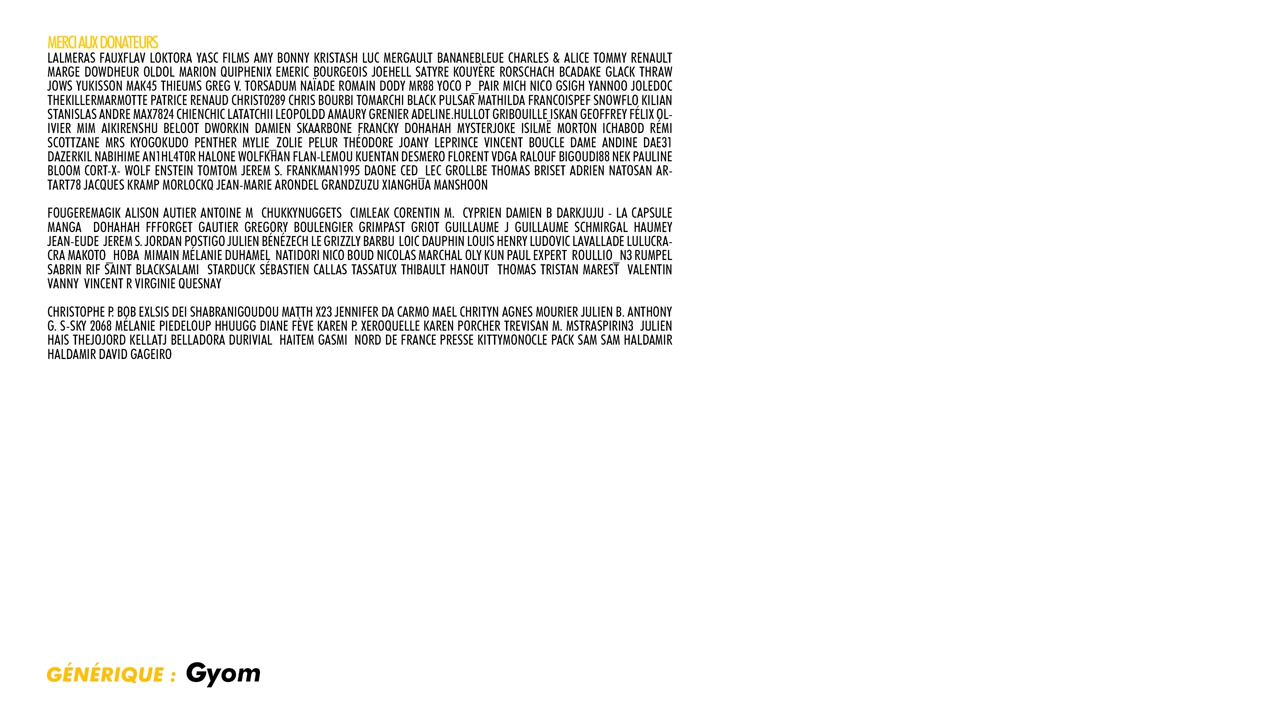 MERCI AUX DONATEURS
LALMERAS FAUXFLAV LOKTORA YASC FILMS AMY BONNY KRISTASH LUC MERGAULT BANANEBLEUE CHARLES & ALICE TOMMY RENAULT
MARGE DOWDHEUR OLDOL MARION QUIPHENIX EMERIC BOURGEOIS JOEHELL SATYRE KOUYÈRE RORSCHACH BCADAKE GLACK THRAW
JOWS YUKISSON MAK45 THIEUMS GREG V. TORSADUM NAÏADE ROMAIN DODY MR88 YOCO P_PAIR MICH NICO GSIGH YANNOO JOLEDOC
THEKILLERMARMOTTE PATRICE RENAUD CHRIST0289 CHRIS BOURBI TOMARCHI BLACK PULSAR MATHILDA FRANCOISPEF SNOWFLO KILIAN
STANISLAS ANDRE MAX7824 CHIENCHIC LATATCHII LEOPOLDD AMAURY GRENIER ADELINE.HULLOT GRIBOUILLE ISKAN GEOFFREY FÉLIX OL-
IVIER MIM AIKIRENSHU BELOOT DWORKIN DAMIEN SKAARBONE FRANCKY DOHAHAH MYSTERJOKE ISILMË MORTON ICHABOD RÉMI
SCOTTZANE MRS KYOGOKUDO PENTHER MYLIE_ZOLIE PELUR THÉODORE JOANY LEPRINCE VINCENT BOUCLE DAME ANDINE DAE31
DAZERKIL NABIHIME AN1HL4T0R HALONE WOLFKHAN FLAN-LEMOU KUENTAN DESMERO FLORENT VDGA RALOUF BIGOUDI88 NEK PAULINE
BLOOM CORT-X- WOLF ENSTEIN TOMTOM JEREM S. FRANKMAN1995 DAONE CED_LEC GROLLBE THOMAS BRISET ADRIEN NATOSAN AR-
TART78 JACQUES KRAMP MORLOCKQ JEAN-MARIE ARONDEL GRANDZUZU XIANGHUA MANSHOON
FOUGEREMAGIK ALISON AUTIER ANTOINE M CHUKKYNUGGETS CIMLEAK CORENTIN M. CYPRIEN DAMIEN B DARKJUJU - LA CAPSULE
MANGA DOHAHAH FFFORGET GAUTIER GREGORY BOULENGIER GRIMPAST GRIOT GUILLAUME J GUILLAUME SCHMIRGAL HAUMEY
JEAN-EUDE JEREM S. JORDAN POSTIGO JULIEN BÉNÉZECH LE GRIZZLY BARBU LOIC DAUPHIN LOUIS HENRY LUDOVIC LAVALLADE LULUCRA-
CRA MAKOTO_HOBA MIMAIN MÉLANIE DUHAMEL NATIDORI NICO BOUD NICOLAS MARCHAL OLY KUN PAUL EXPERT ROULLIO_N3 RUMPEL
SABRIN RIF SAINT BLACKSALAMI STARDUCK SÉBASTIEN CALLAS TASSATUX THIBAULT HANOUT THOMAS TRISTAN MAREST VALENTIN
VANNY VINCENT R VIRGINIE QUESNAY
CHRISTOPHE P. BOB EXLSIS DEI SHABRANIGOUDOU MATTH X23 JENNIFER DA CARMO MAEL CHRITYN AGNES MOURIER JULIEN B. ANTHONY
G. S-SKY 2068 MÉLANIE PIEDELOUP HHUUGG DIANE FÈVE KAREN P. XEROQUELLE KAREN PORCHER TREVISAN M. MSTRASPIRIN3 JULIEN
HAIS THEJOJORD KELLATJ BELLADORA DURIVIAL HAITEM GASMI NORD DE FRANCE PRESSE KITTYMONOCLE PACK SAM SAM HALDAMIR
HALDAMIR DAVID GAGEIRO
GÉNÉRIQUE : Gyom